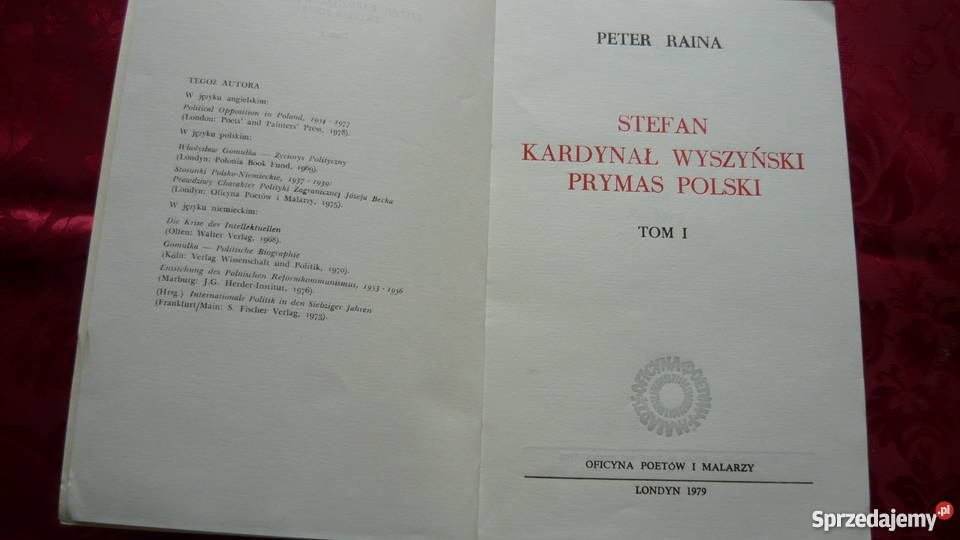 TEGOŻ AUTORA
W języku angielskim:
Political Opposition in Poland, 1954 - 1977
(London: Poets' and Painters' Press, 1978).
W języku polskim:
Władysław Gomułka — Życiorys Polityczny
(Londyn: Polonia Book Fund, 1969).
Stosunki Polsko-Niemieckie, 1937 - 1939:
Prawdziwy Charakter Polityki Zagranicznej Józefa Becka
(Londyn: Oficyna Poetów i Malarzy, 1975).
W języku niemieckim:
Die Krise der Intellektuellen
(Olten: Walter Verlag, 1968).
Gomułka — Politische Biographie
(Köln: Verlag Wissenschaft und Politik, 1970).
Entstehung des Polnischen Reformkommunismus, 1953 - 1956
(Marburg: J.G. Herder-Institut, 1976).
(Hrsg.) Internationale Politik in den Siebziger Jahren
(Frankfurt/Main: S. Fischer Verlag, 1973).
PETER RAINA
STEFAN
KARDYNAŁ WYSZYŃSKI
PRYMAS POLSKI
TOM I
OFICYNA POETÓW I MALARZY
OFICYNA POETÓW I MALARZY
LONDYN 1979
Sprzedajemy.pl